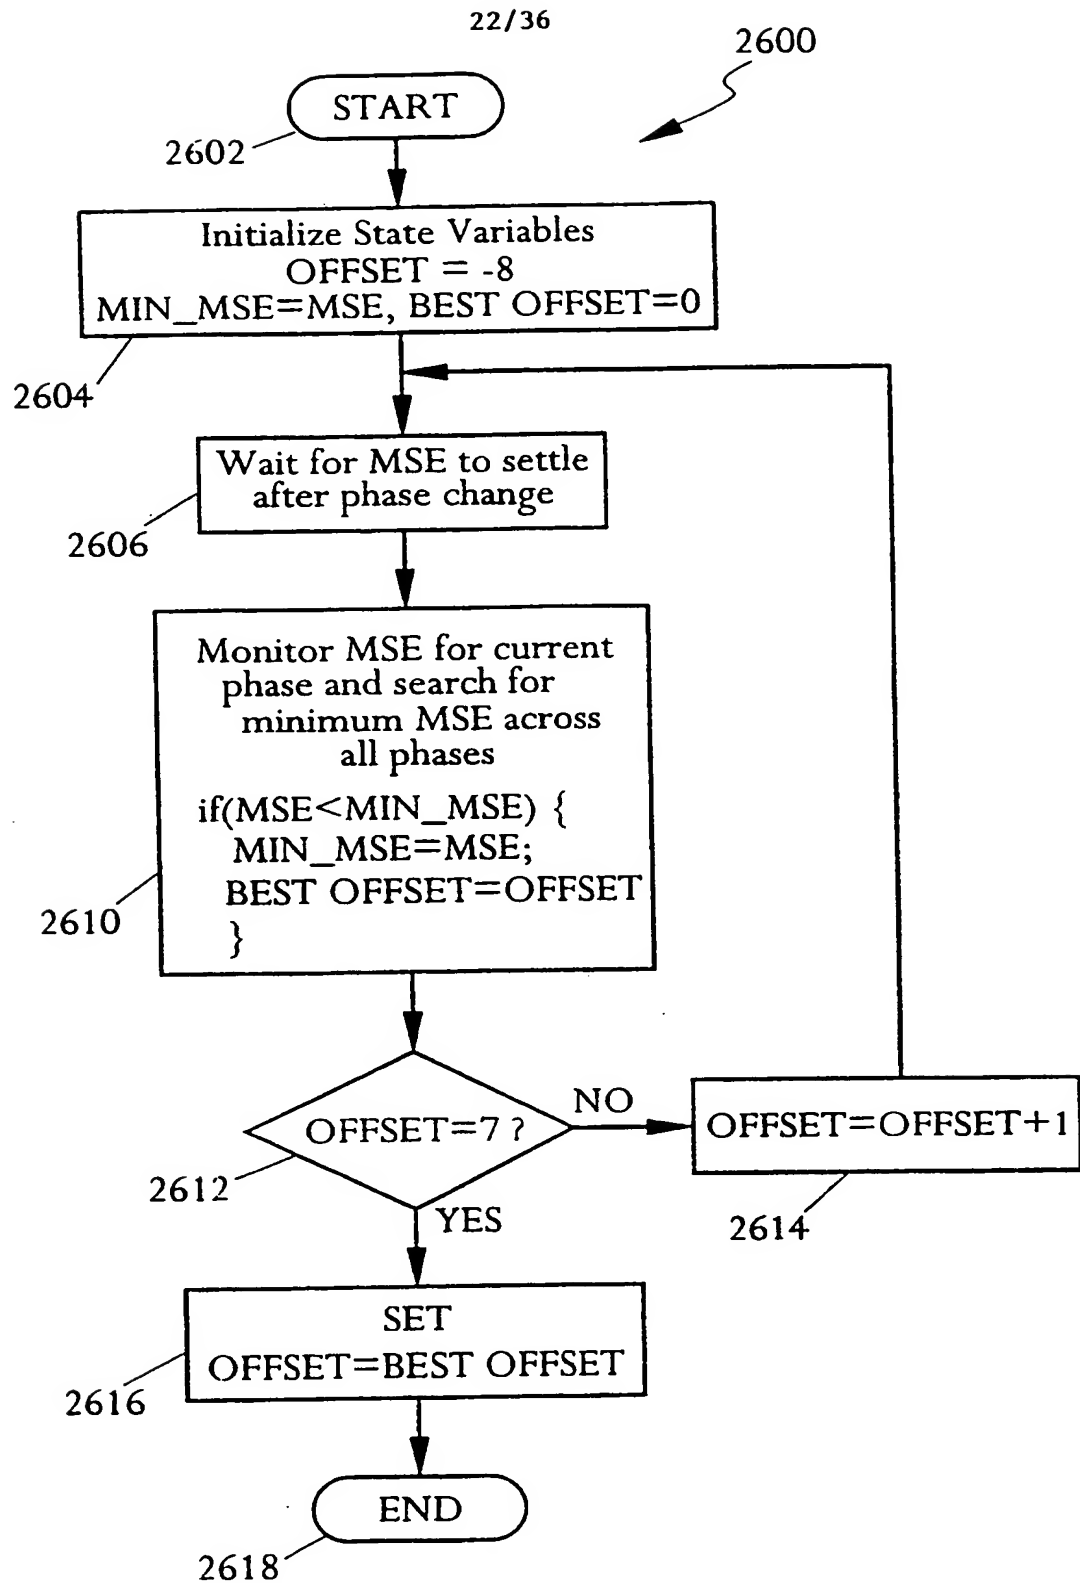 22/36
2600
START
2602
Initialize State Variables
OFFSET = -8
MIN_MSE=MSE, BEST OFFSET=0
2604
Wait for MSE to settle
after phase change
2606
Monitor MSE for current
phase and search for
minimum MSE across
all phases
if(MSE<MIN_MSE) {
MIN_MSE=MSE;
BEST OFFSET=OFFSET
}
2610
OFFSET=7 ?
NO
OFFSET=OFFSET+1
2612
2614
YES
SET
OFFSET=BEST OFFSET
2616
END
2618